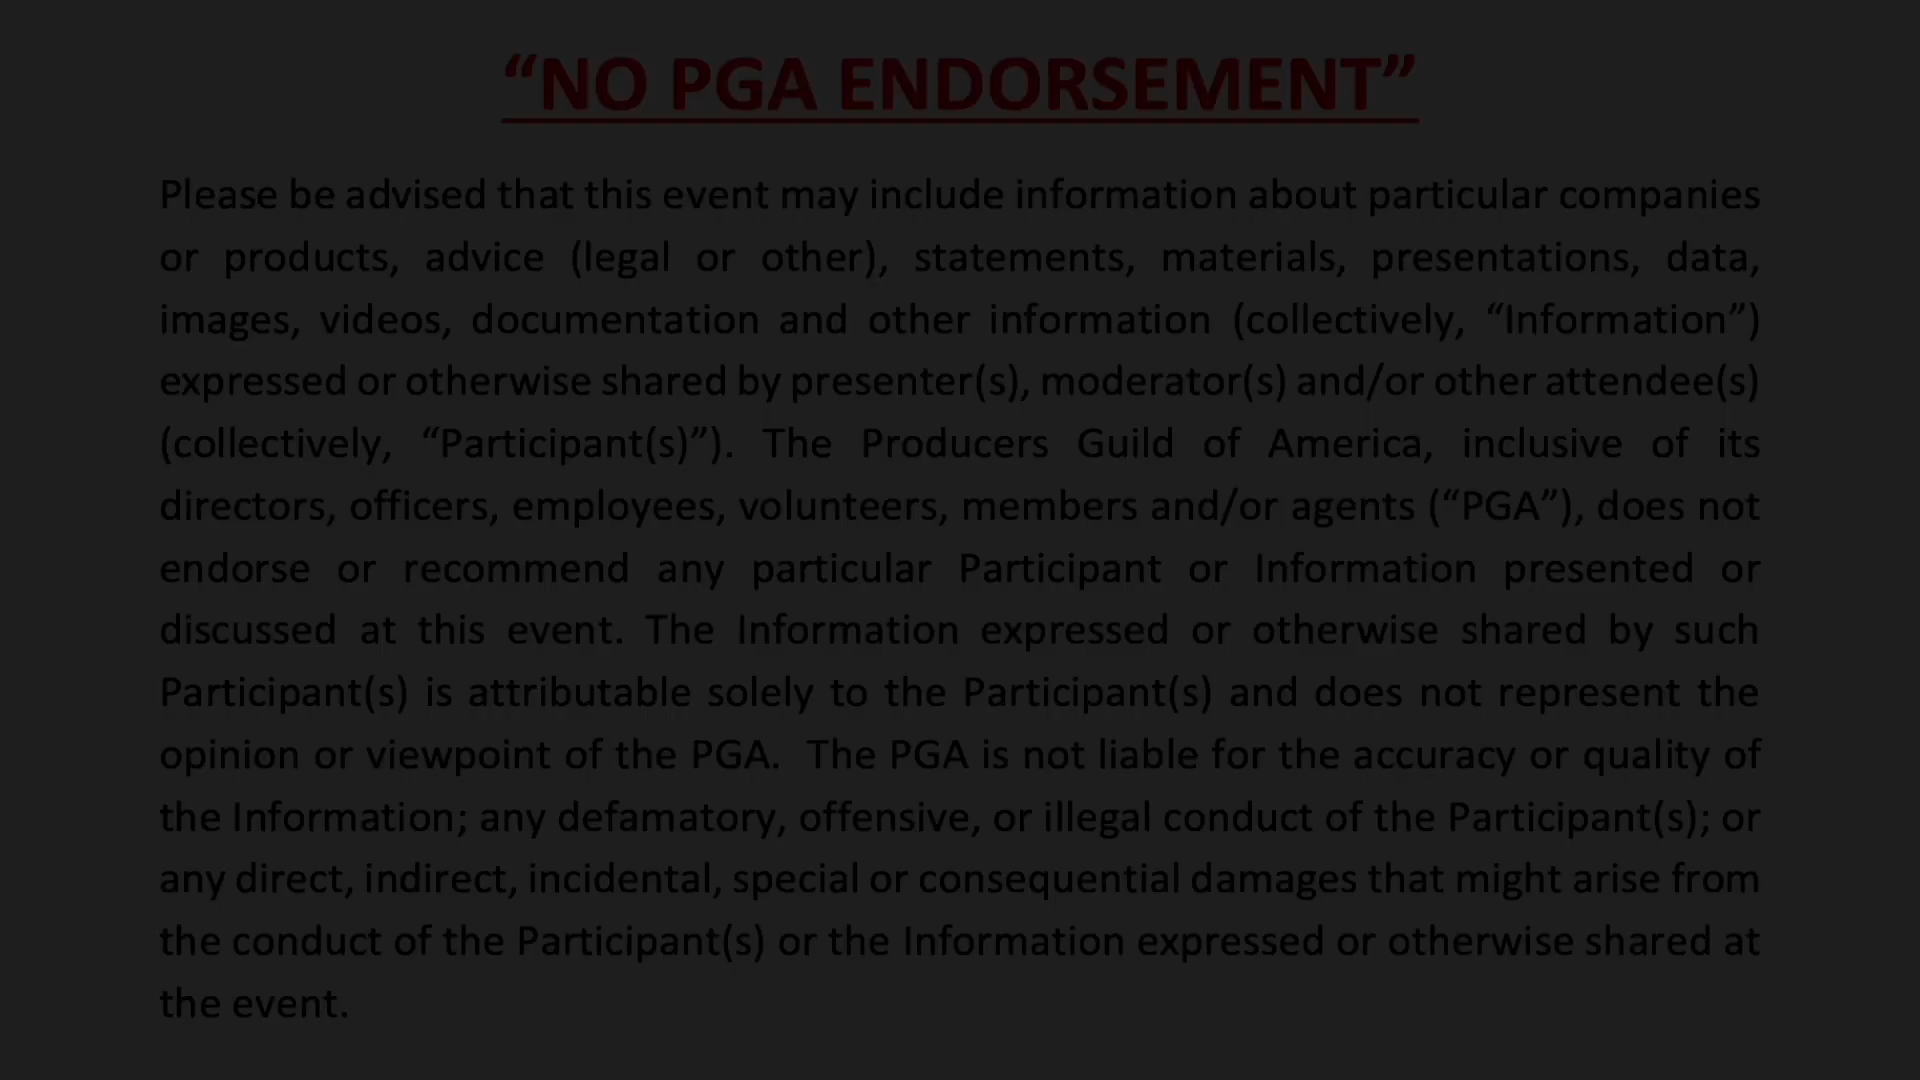 “NO PGA ENDORSEMENT”
Please be advised that this event may include information about particular companies
or products, advice (legal or other), statements, materials, presentations, data,
images, videos, documentation and other information (collectively, “Information”)
expressed or otherwise shared by presenter(s), moderator(s) and/or other attendee(s)
(collectively, “Participant(s)”). The Producers Guild of America, inclusive of its
directors, officers, employees, volunteers, members and/or agents (“PGA”), does not
endorse or recommend any particular Participant or Information presented or
discussed at this event. The Information expressed or otherwise shared by such
Participant(s) is attributable solely to the Participant(s) and does not represent the
opinion or viewpoint of the PGA.  The PGA is not liable for the accuracy or quality of
the Information; any defamatory, offensive, or illegal conduct of the Participant(s); or
any direct, indirect, incidental, special or consequential damages that might arise from
the conduct of the Participant(s) or the Information expressed or otherwise shared at
the event.